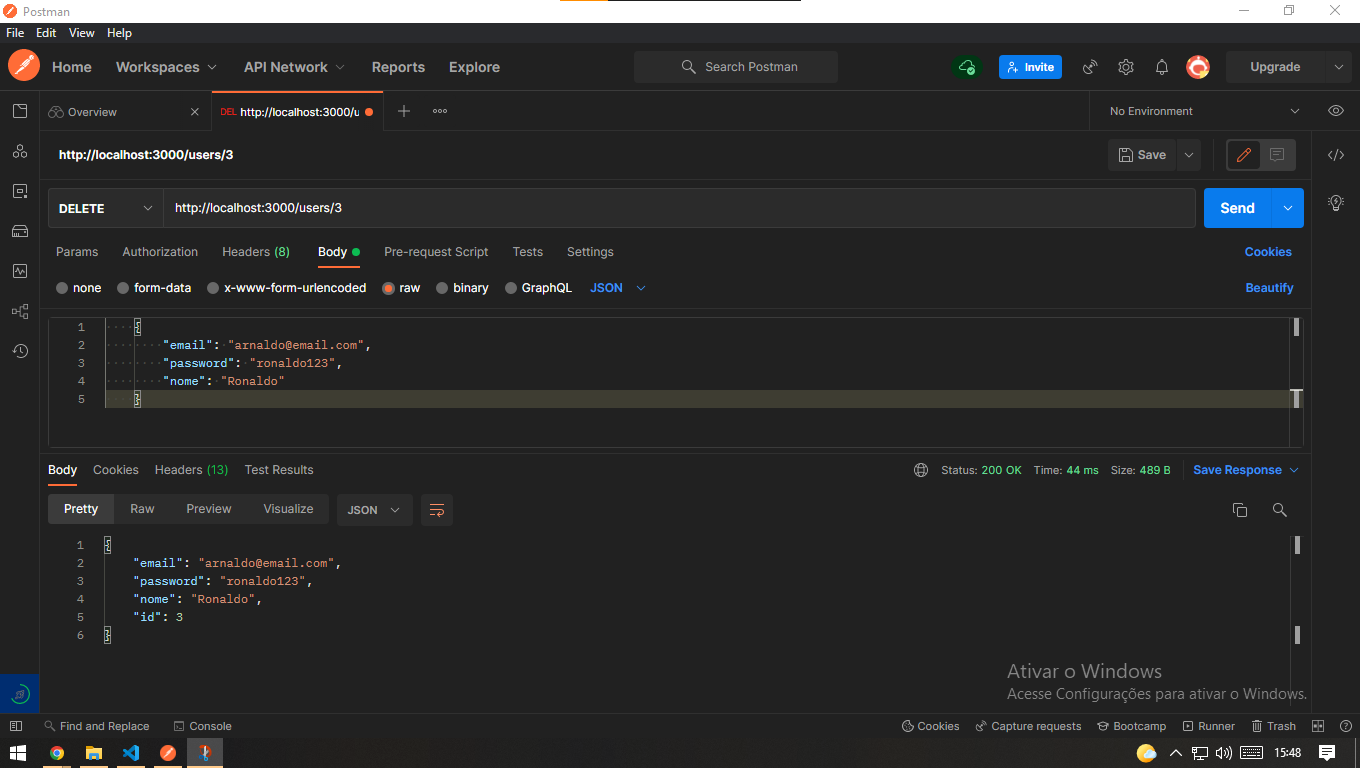 Postman
File Edit View Help
Home Workspaces API Network Reports Explore Search Postman Invite Upgrade
Overview DEL http://localhost:3000/u No Environment
http://localhost:3000/users/3 Save
DELETE http://localhost:3000/users/3 Send
Params Authorization Headers (8) Body Pre-request Script Tests Settings Cookies
none form-data x-www-form-urlencoded raw binary GraphQL JSON Beautify
1 {
2 "email": "arnaldo@email.com",
3 "password": "ronaldo123",
4 "nome": "Ronaldo"
5 }
Body Cookies Headers (13) Test Results Status: 200 OK Time: 44 ms Size: 489 B Save Response
Pretty Raw Preview Visualize JSON
1 {
2 "email": "arnaldo@email.com",
3 "password": "ronaldo123",
4 "nome": "Ronaldo",
5 "id": 3
6 }
Ativar o Windows
Acesse Configurações para ativar o Windows.
Find and Replace Console Cookies Capture requests Bootcamp Runner Trash
15:48